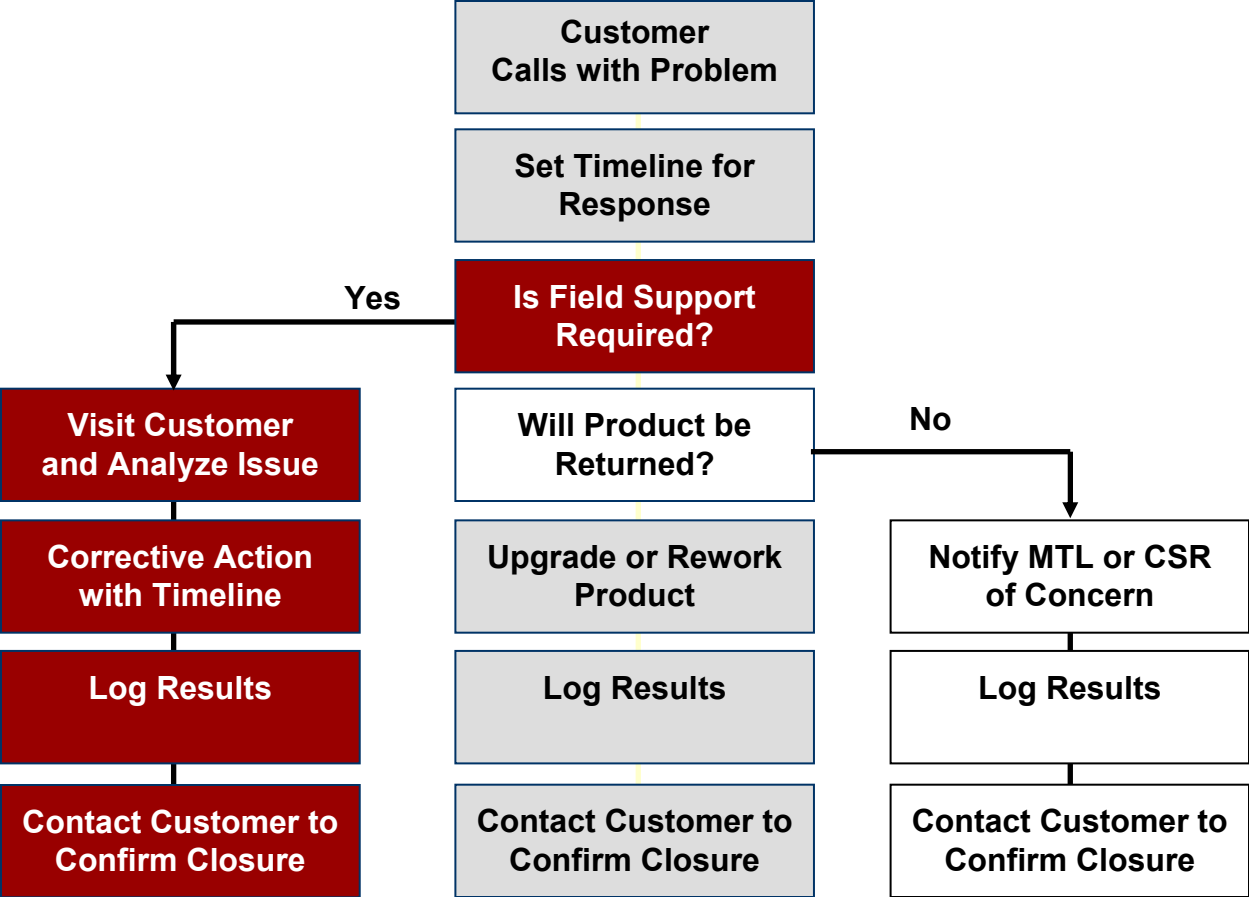 Customer
Calls with Problem
Set Timeline for
Response
Yes
Is Field Support
Required?
Visit Customer
and Analyze Issue
Will Product be
Returned?
No
Corrective Action
with Timeline
Upgrade or Rework
Product
Notify MTL or CSR
of Concern
Log Results
Log Results
Log Results
Contact Customer to
Confirm Closure
Contact Customer to
Confirm Closure
Contact Customer to
Confirm Closure